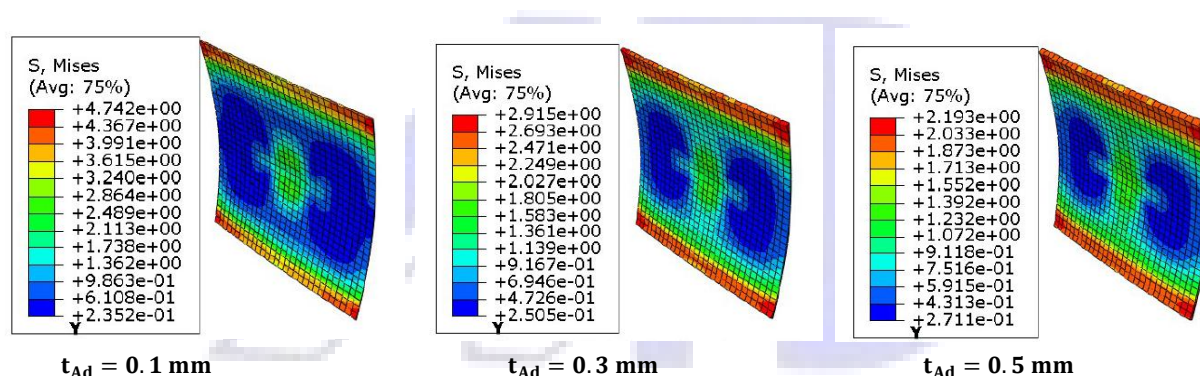 S, Mises
(Avg: 75%)
+4.742e+00
+4.367e+00
+3.991e+00
+3.615e+00
+3.240e+00
+2.864e+00
+2.489e+00
+2.113e+00
+1.738e+00
+1.362e+00
+9.863e-01
+6.108e-01
+2.352e-01
Y
t_Ad = 0.1 mm
S, Mises
(Avg: 75%)
+2.915e+00
+2.693e+00
+2.471e+00
+2.249e+00
+2.027e+00
+1.805e+00
+1.583e+00
+1.361e+00
+1.139e+00
+9.167e-01
+6.946e-01
+4.726e-01
+2.505e-01
Y
t_Ad = 0.3 mm
S, Mises
(Avg: 75%)
+2.193e+00
+2.033e+00
+1.873e+00
+1.713e+00
+1.552e+00
+1.392e+00
+1.232e+00
+1.072e+00
+9.118e-01
+7.516e-01
+5.915e-01
+4.313e-01
+2.711e-01
Y
t_Ad = 0.5 mm